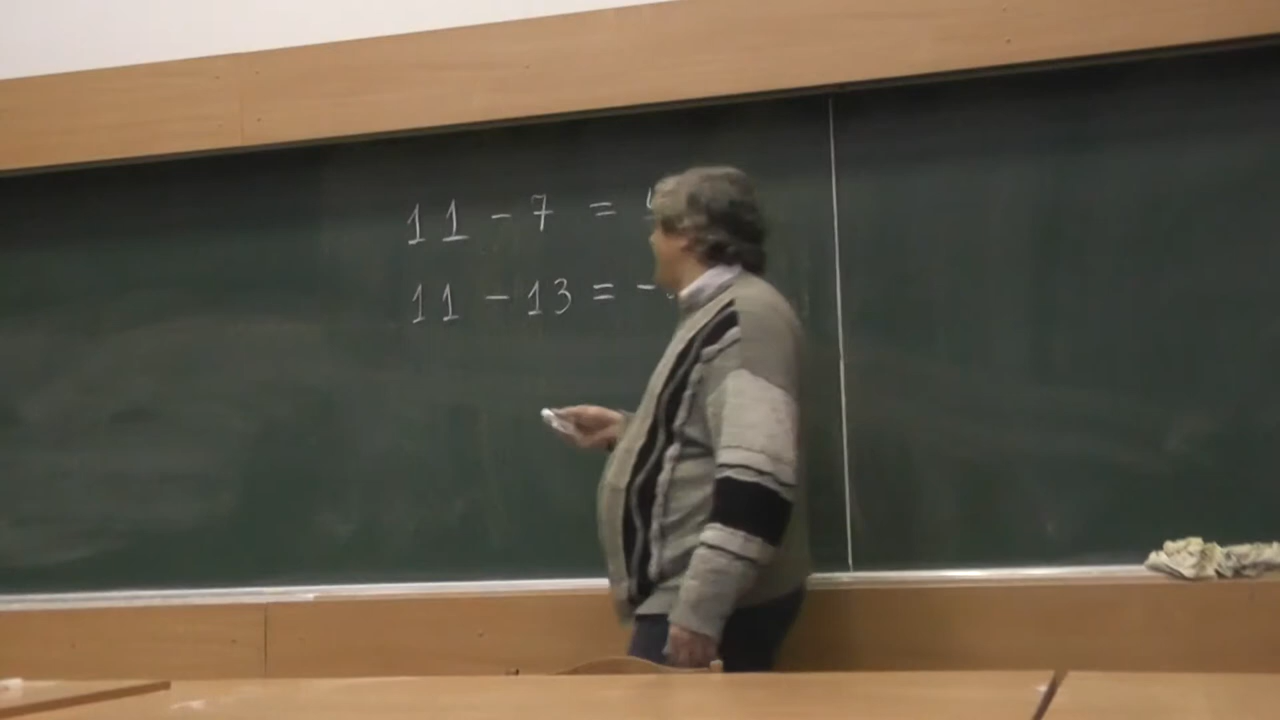 11 - 7 =
11 - 13 = -